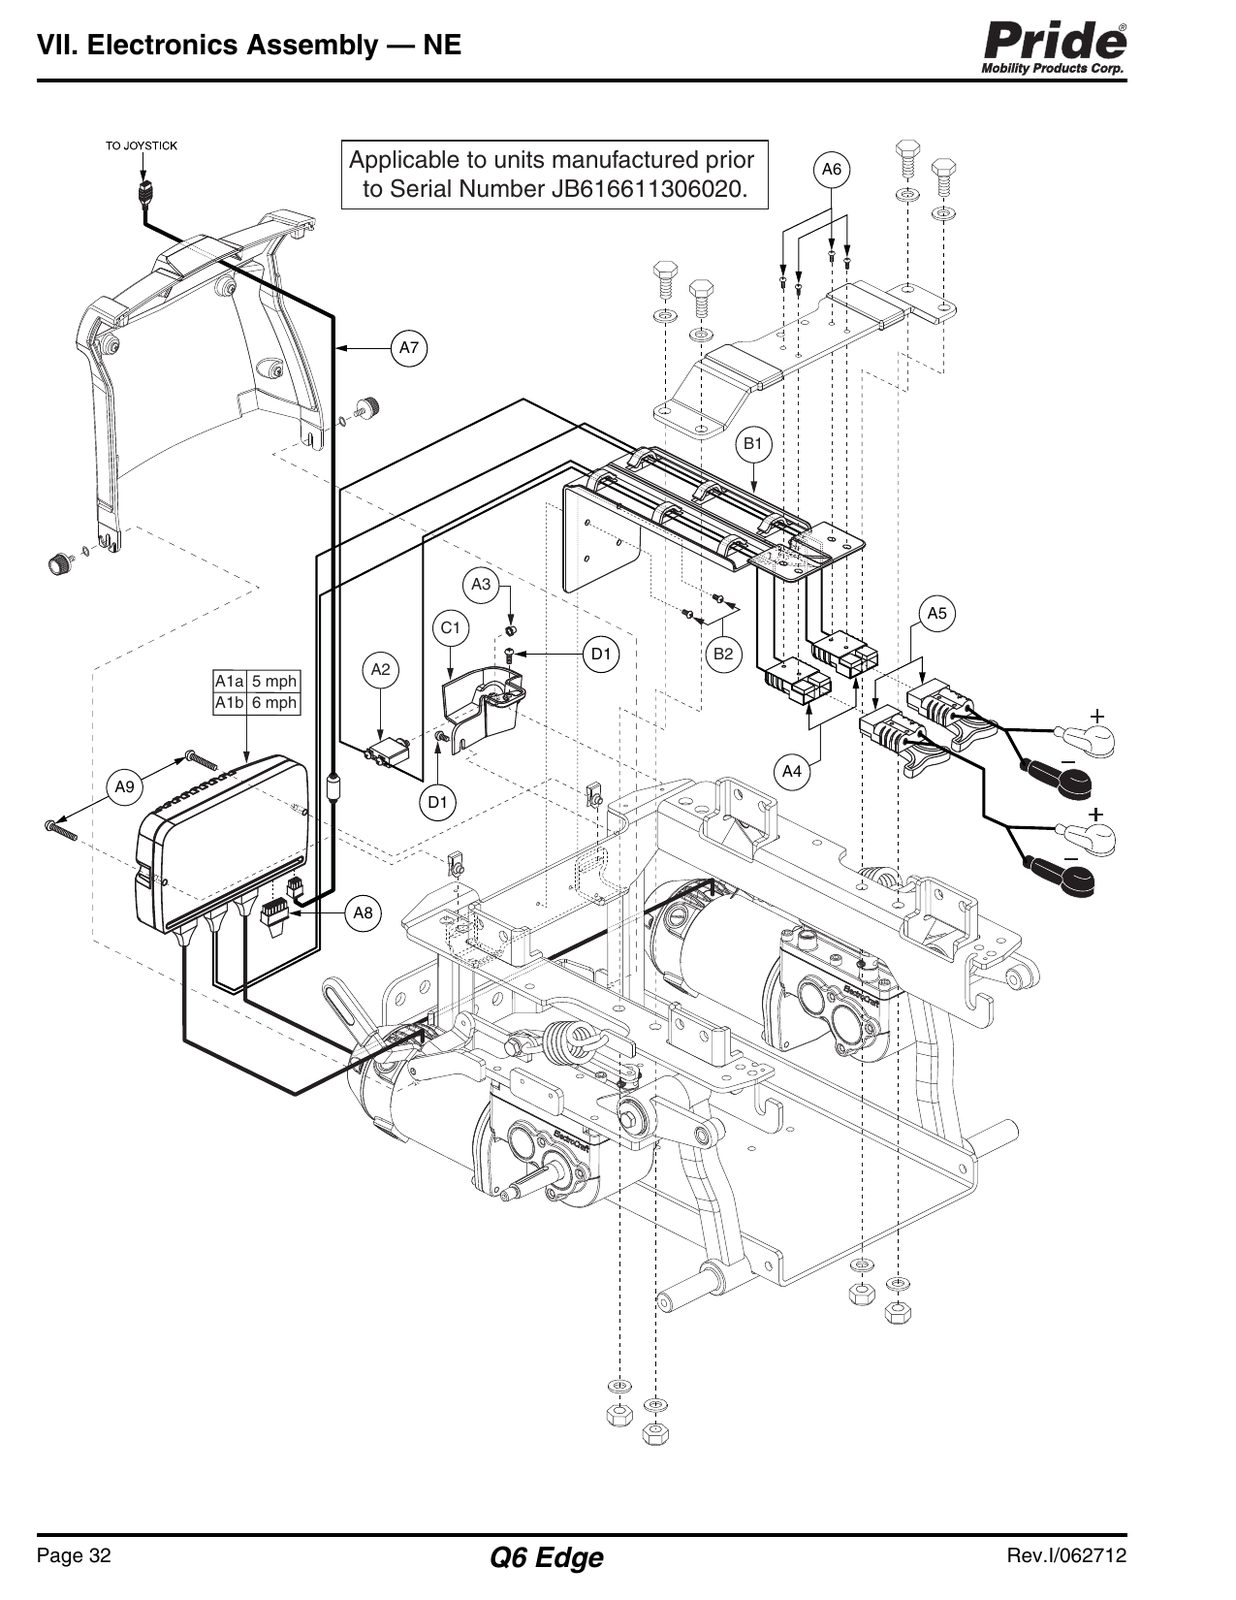 VII. Electronics Assembly — NE
Pride®
Mobility Products Corp.
TO JOYSTICK
Applicable to units manufactured prior
to Serial Number JB616611306020.
A6
A7
B1
A3
C1
D1
B2
A5
A2
A1a 5 mph
A1b 6 mph
+
−
A4
A9
D1
+
−
A8
ElectroCraft
ElectroCraft
Page 32
Q6 Edge
Rev.I/062712